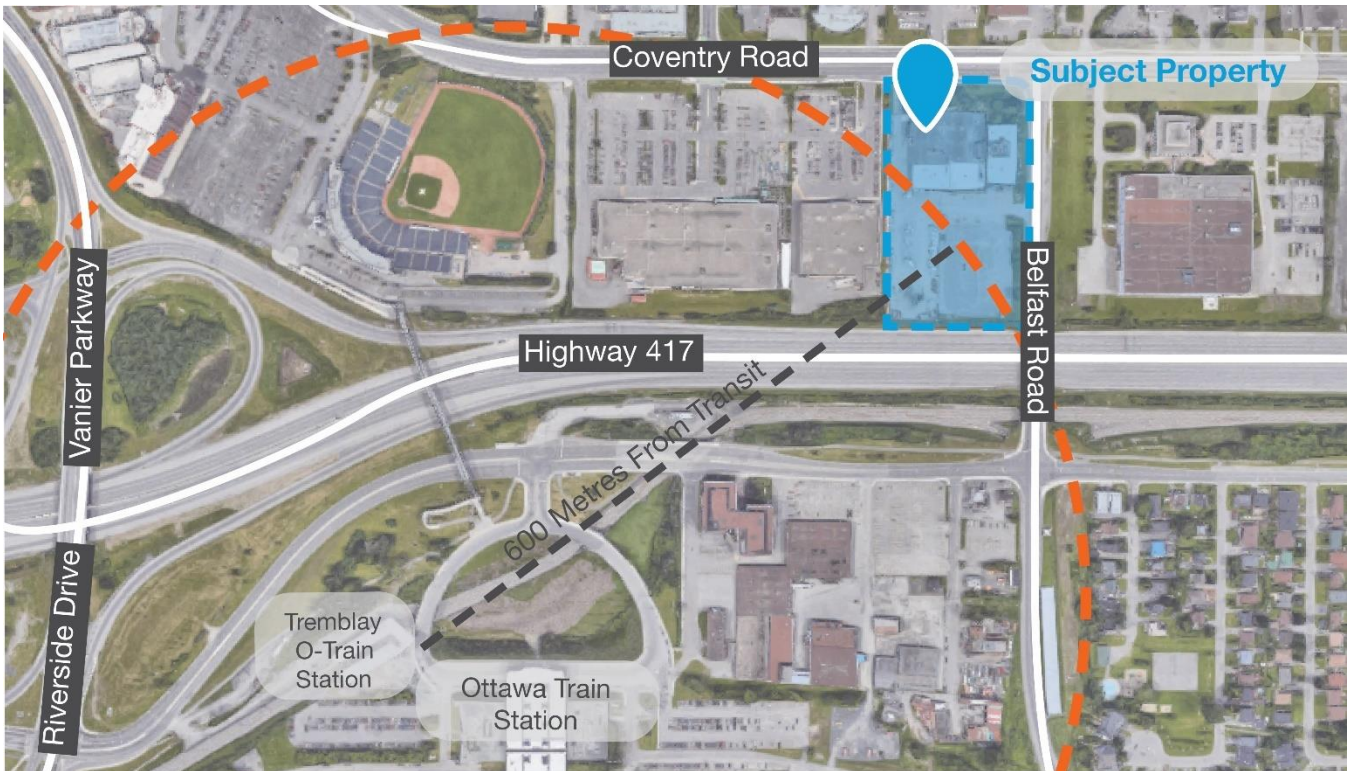 Coventry Road
Subject Property
Belfast Road
Vanier Parkway
Highway 417
600 Metres From Transit
Riverside Drive
Tremblay
O-Train
Station
Ottawa Train
Station